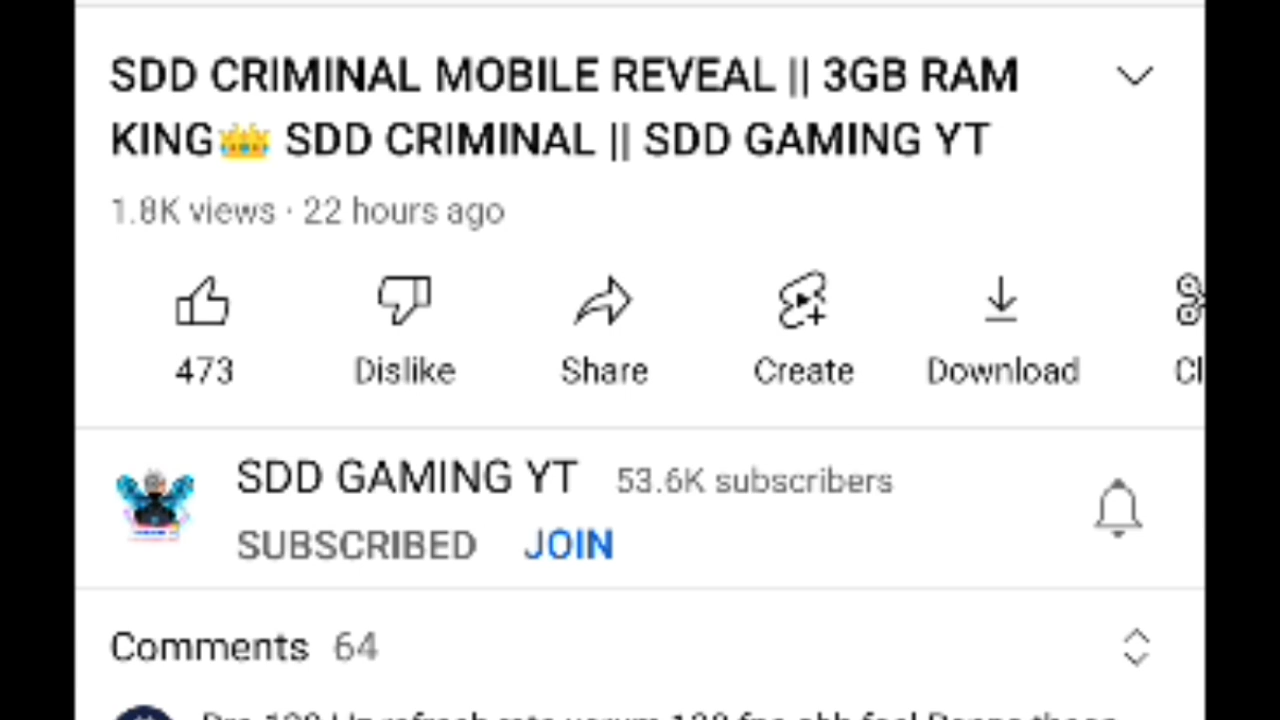 SDD CRIMINAL MOBILE REVEAL || 3GB RAM
KING👑 SDD CRIMINAL || SDD GAMING YT
1.8K views · 22 hours ago
473 Dislike Share Create Download Cl
SDD GAMING YT 53.6K subscribers
SUBSCRIBED JOIN
Comments 64